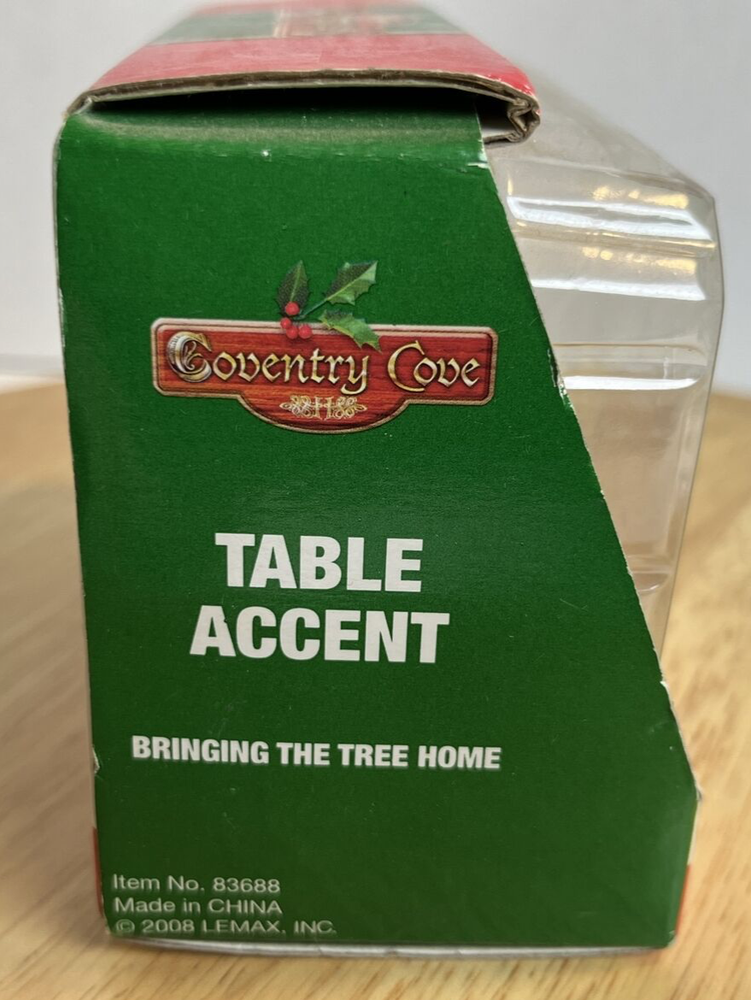 Coventry Cove
TABLE
ACCENT
BRINGING THE TREE HOME
Item No. 83688
Made in CHINA
© 2008 LEMAX, INC.